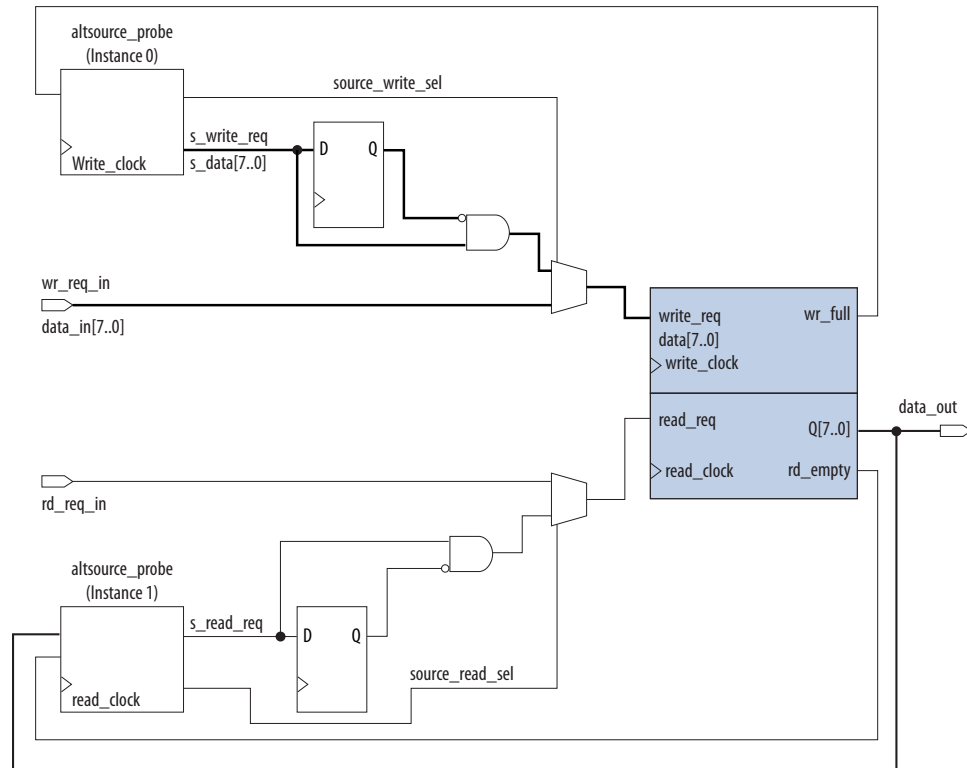 altsource_probe
(Instance 0)
source_write_sel
s_write_req
D Q
Write_clock
s_data[7..0]
wr_req_in
data_in[7..0]
write_req
wr_full
data[7..0]
write_clock
data_out
read_req
Q[7..0]
read_clock
rd_empty
rd_req_in
altsource_probe
(Instance 1)
s_read_req
D Q
source_read_sel
read_clock